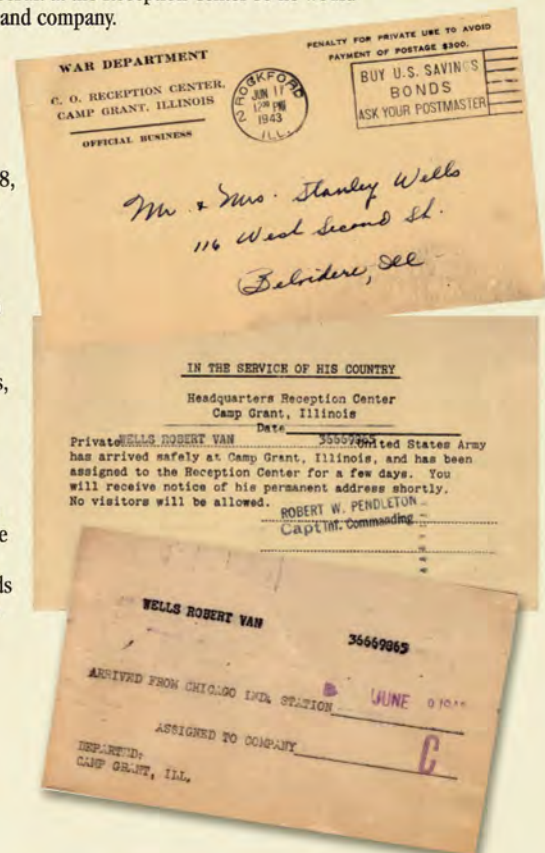 and company.
8,
s,
e
ds
WAR DEPARTMENT
C. O. RECEPTION CENTER,
CAMP GRANT, ILLINOIS
OFFICIAL BUSINESS
ROCKFORD
JUN 11
12 PM
1943
ILL.
2
PENALTY FOR PRIVATE USE TO AVOID
PAYMENT OF POSTAGE $300.
BUY U.S. SAVINGS
BONDS
ASK YOUR POSTMASTER
Mr. & Mrs. Stanley Wells
116 West Second St.
Belvidere, Ill
IN THE SERVICE OF HIS COUNTRY
Headquarters Reception Center
Camp Grant, Illinois
Date
Private WELLS ROBERT VAN 36669865 United States Army
has arrived safely at Camp Grant, Illinois, and has been
assigned to the Reception Center for a few days. You
will receive notice of his permanent address shortly.
No visitors will be allowed.
ROBERT W. PENDLETON
Capt Inf. Commanding
WELLS ROBERT VAN 36669865
ARRIVED FROM CHICAGO IND. STATION JUNE 9
ASSIGNED TO COMPANY C
DEPARTED:
CAMP GRANT, ILL.